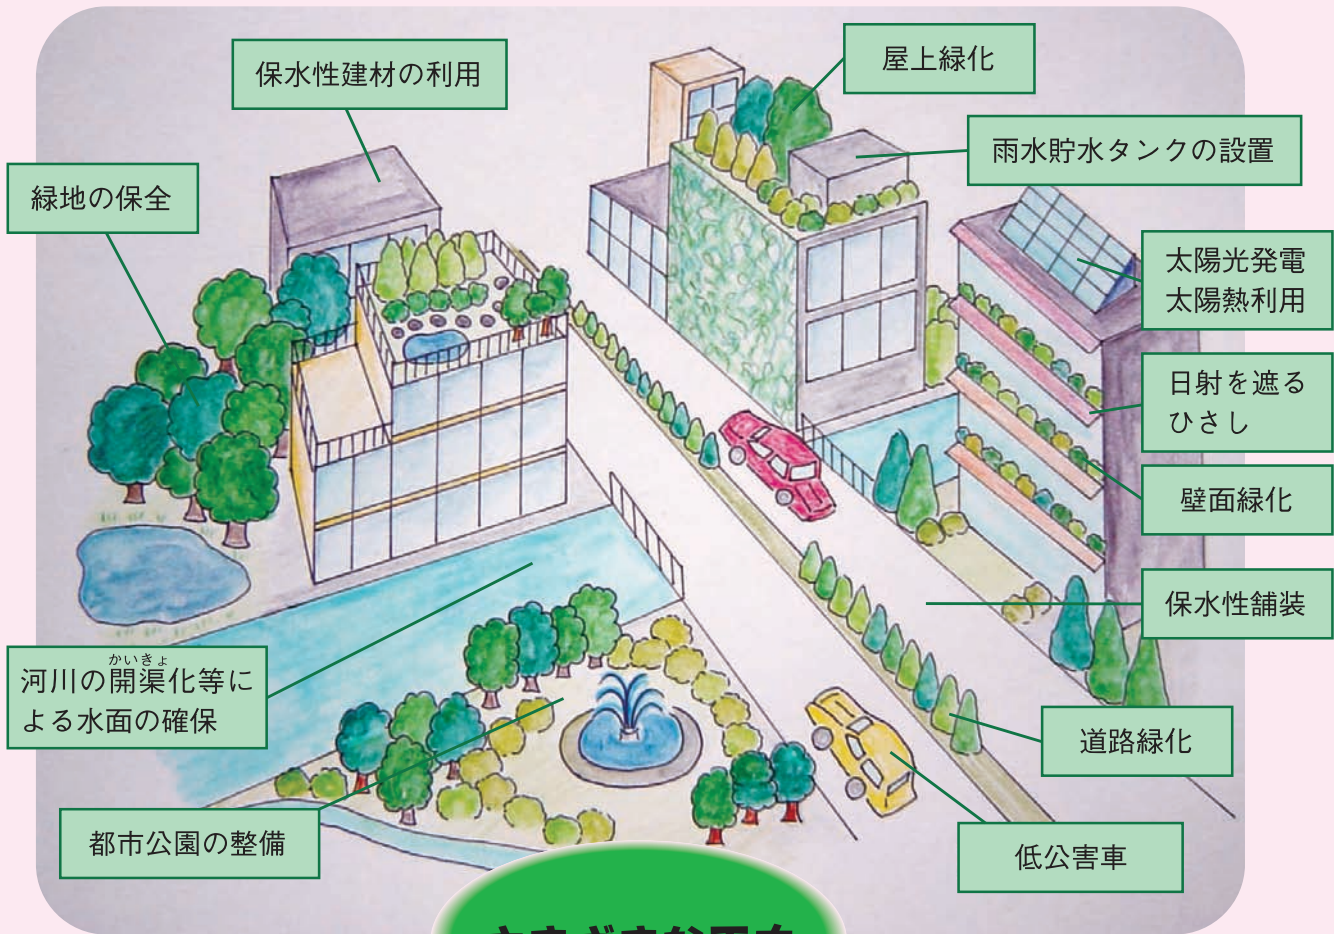 保水性建材の利用
屋上緑化
雨水貯水タンクの設置
緑地の保全
太陽光発電
太陽熱利用
日射を遮る
ひさし
壁面緑化
保水性舗装
かいきょ
河川の開渠化等に
よる水面の確保
道路緑化
都市公園の整備
低公害車